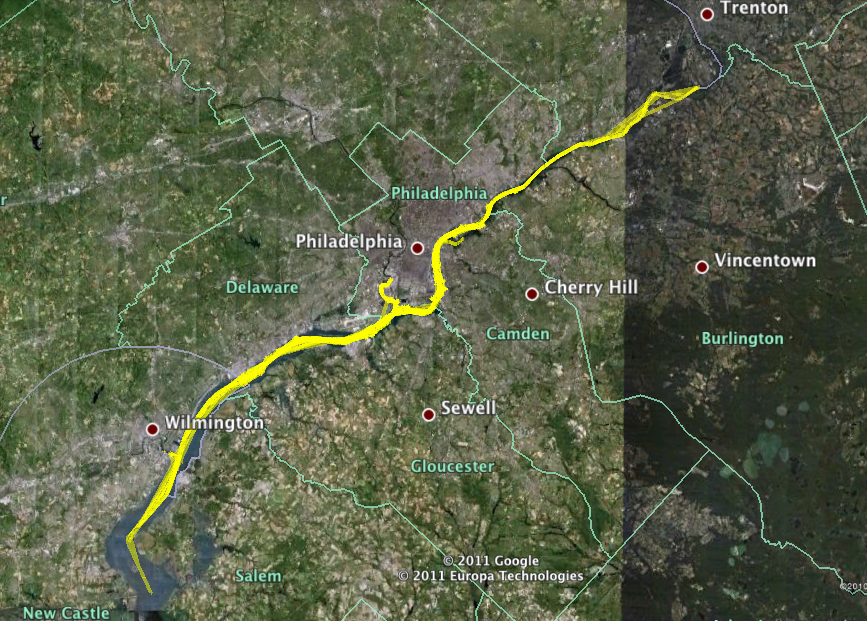 Trenton
r
Philadelphia
Philadelphia
Vincentown
Delaware
Cherry Hill
Camden
Burlington
Sewell
Wilmington
Gloucester
© 2011 Google
© 2011 Europa Technologies
Salem
©2010
New Castle